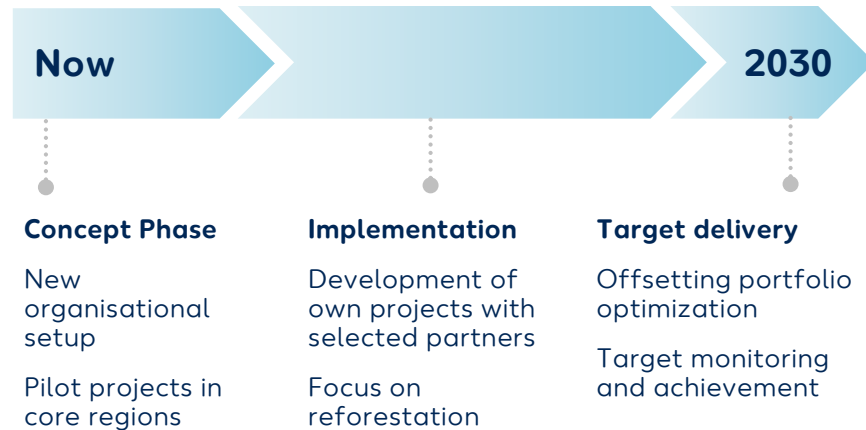 Now
2030
Concept Phase
New
organisational
setup
Pilot projects in
core regions
Implementation
Development of
own projects with
selected partners
Focus on
reforestation
Target delivery
Offsetting portfolio
optimization
Target monitoring
and achievement